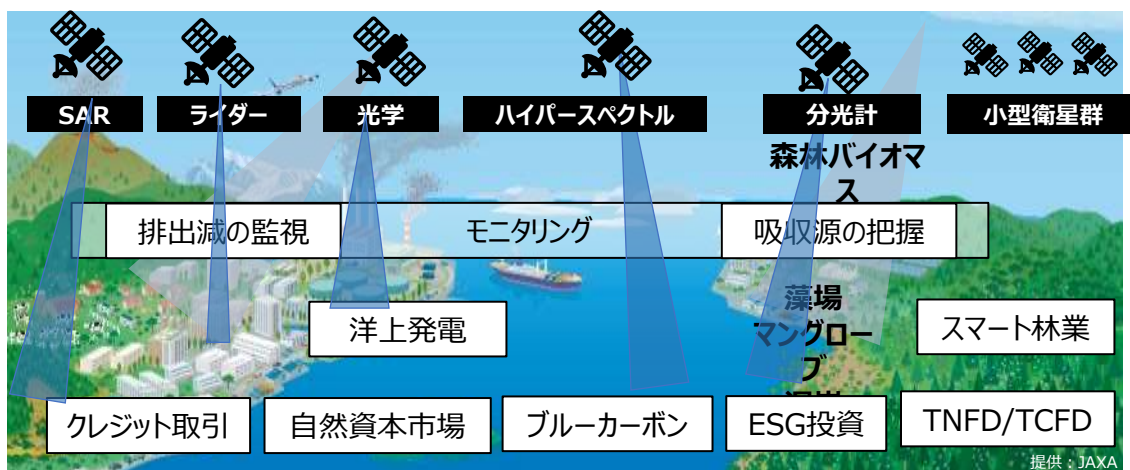 SAR
ライダー
光学
ハイパースペクトル
分光計
小型衛星群
森林バイオマ
ス
排出減の監視
モニタリング
吸収源の把握
藻場
マングロー
ブ
洋上発電
スマート林業
クレジット取引
自然資本市場
ブルーカーボン
ESG投資
TNFD/TCFD
提供：JAXA